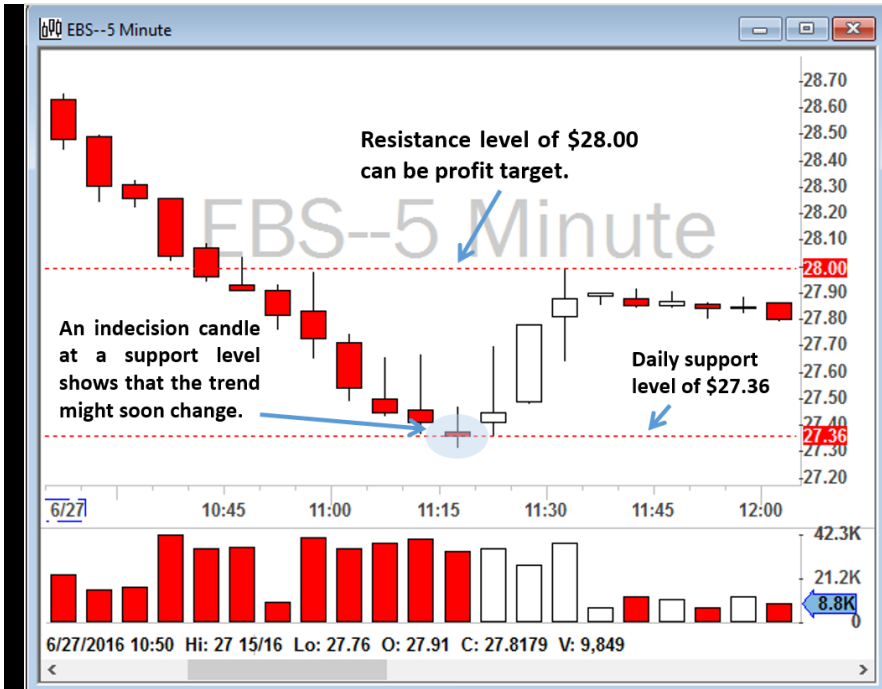 EBS--5 Minute
28.70
28.60
28.50
Resistance level of $28.00
can be profit target.
28.40
28.30
28.20
EBS--5 Minute
28.10
28.00
27.90
27.80
An indecision candle
at a support level
shows that the trend
might soon change.
27.70
27.60
Daily support
level of $27.36
27.50
27.40
27.36
27.30
27.20
6/27 10:45 11:00 11:15 11:30 11:45 12:00
42.3K
21.2K
8.8K
0
6/27/2016 10:50 Hi: 27 15/16 Lo: 27.76 O: 27.91 C: 27.8179 V: 9,849